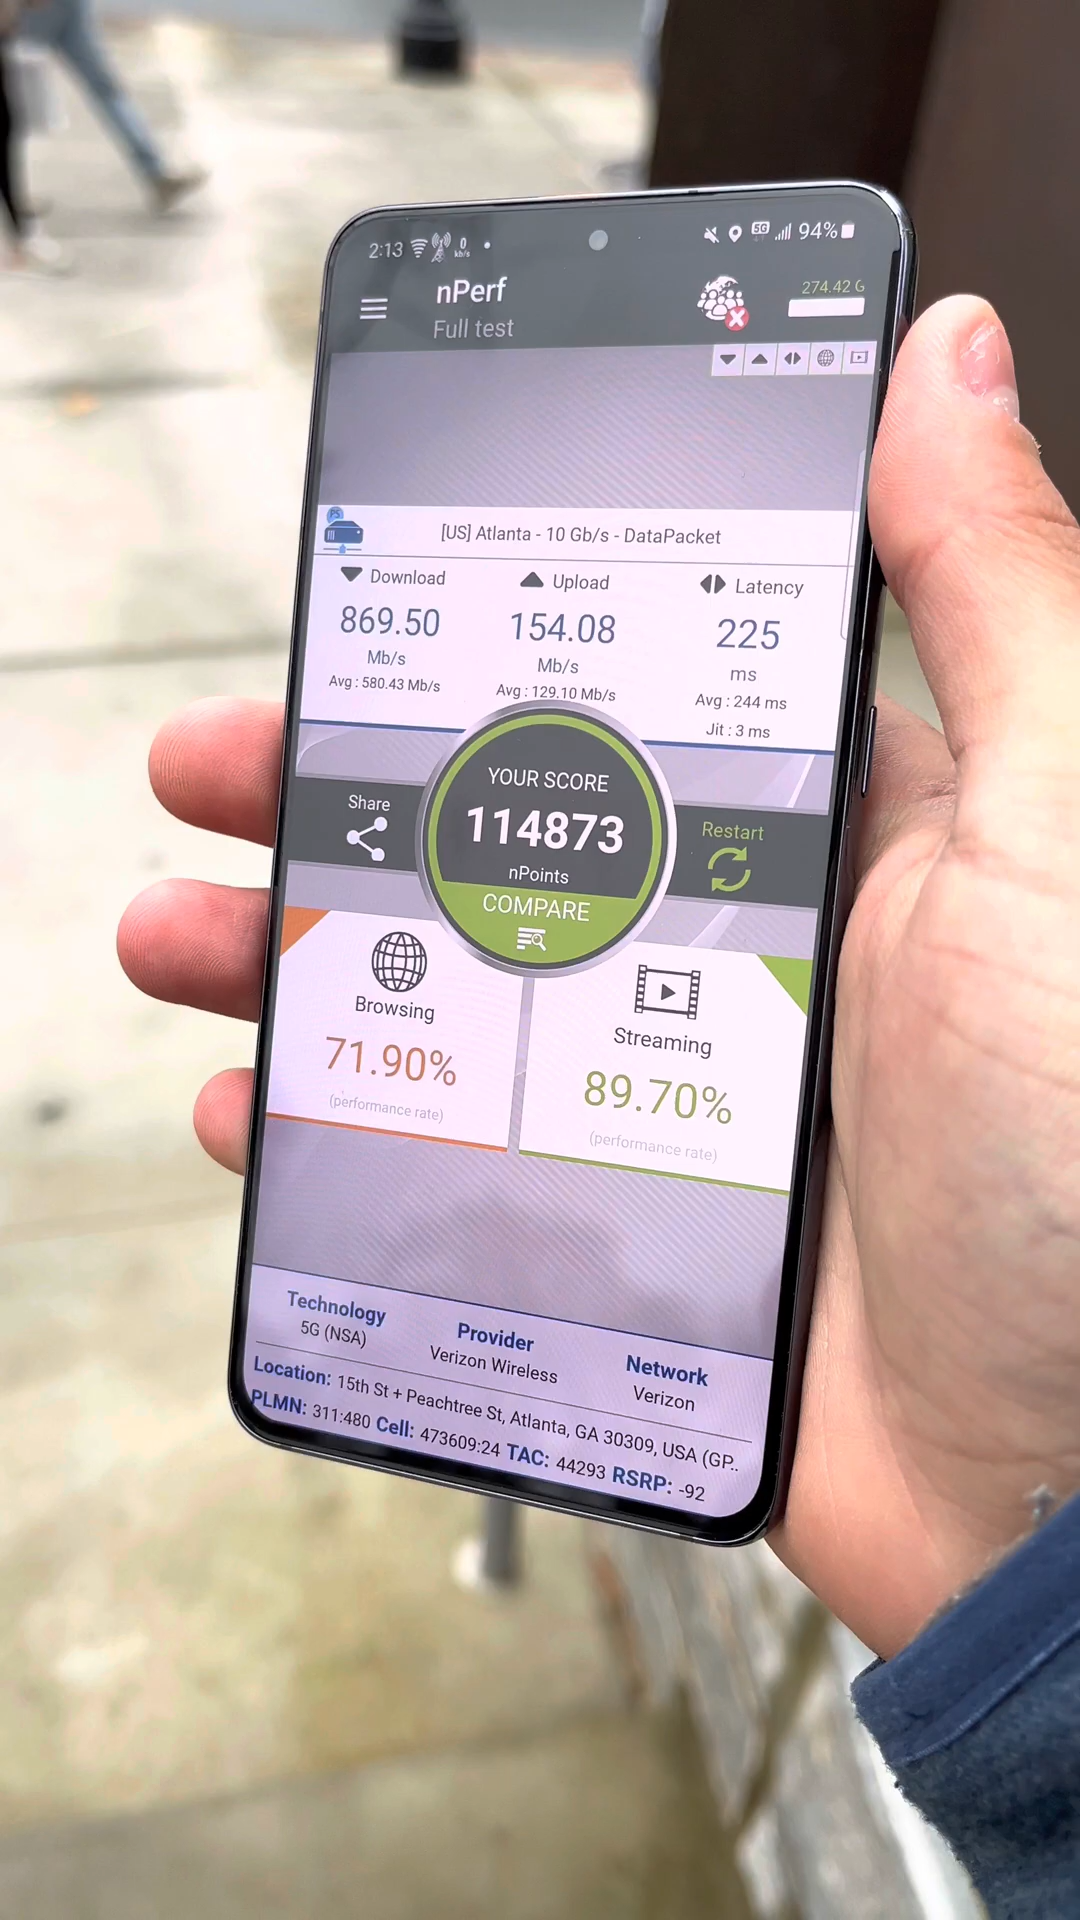 2:13 0 kb/s 5G 94%
nPerf
Full test
274.42 G
PS
[US] Atlanta - 10 Gb/s - DataPacket
Download Upload Latency
869.50 154.08 225
Mb/s Mb/s ms
Avg : 580.43 Mb/s Avg : 129.10 Mb/s Avg : 244 ms
Jit : 3 ms
YOUR SCORE
114873
nPoints
COMPARE
Share
Restart
Browsing
71.90%
(performance rate)
Streaming
89.70%
(performance rate)
Technology Provider Network
5G (NSA) Verizon Wireless Verizon
Location: 15th St + Peachtree St, Atlanta, GA 30309, USA (GP..
PLMN: 311:480 Cell: 473609:24 TAC: 44293 RSRP: -92